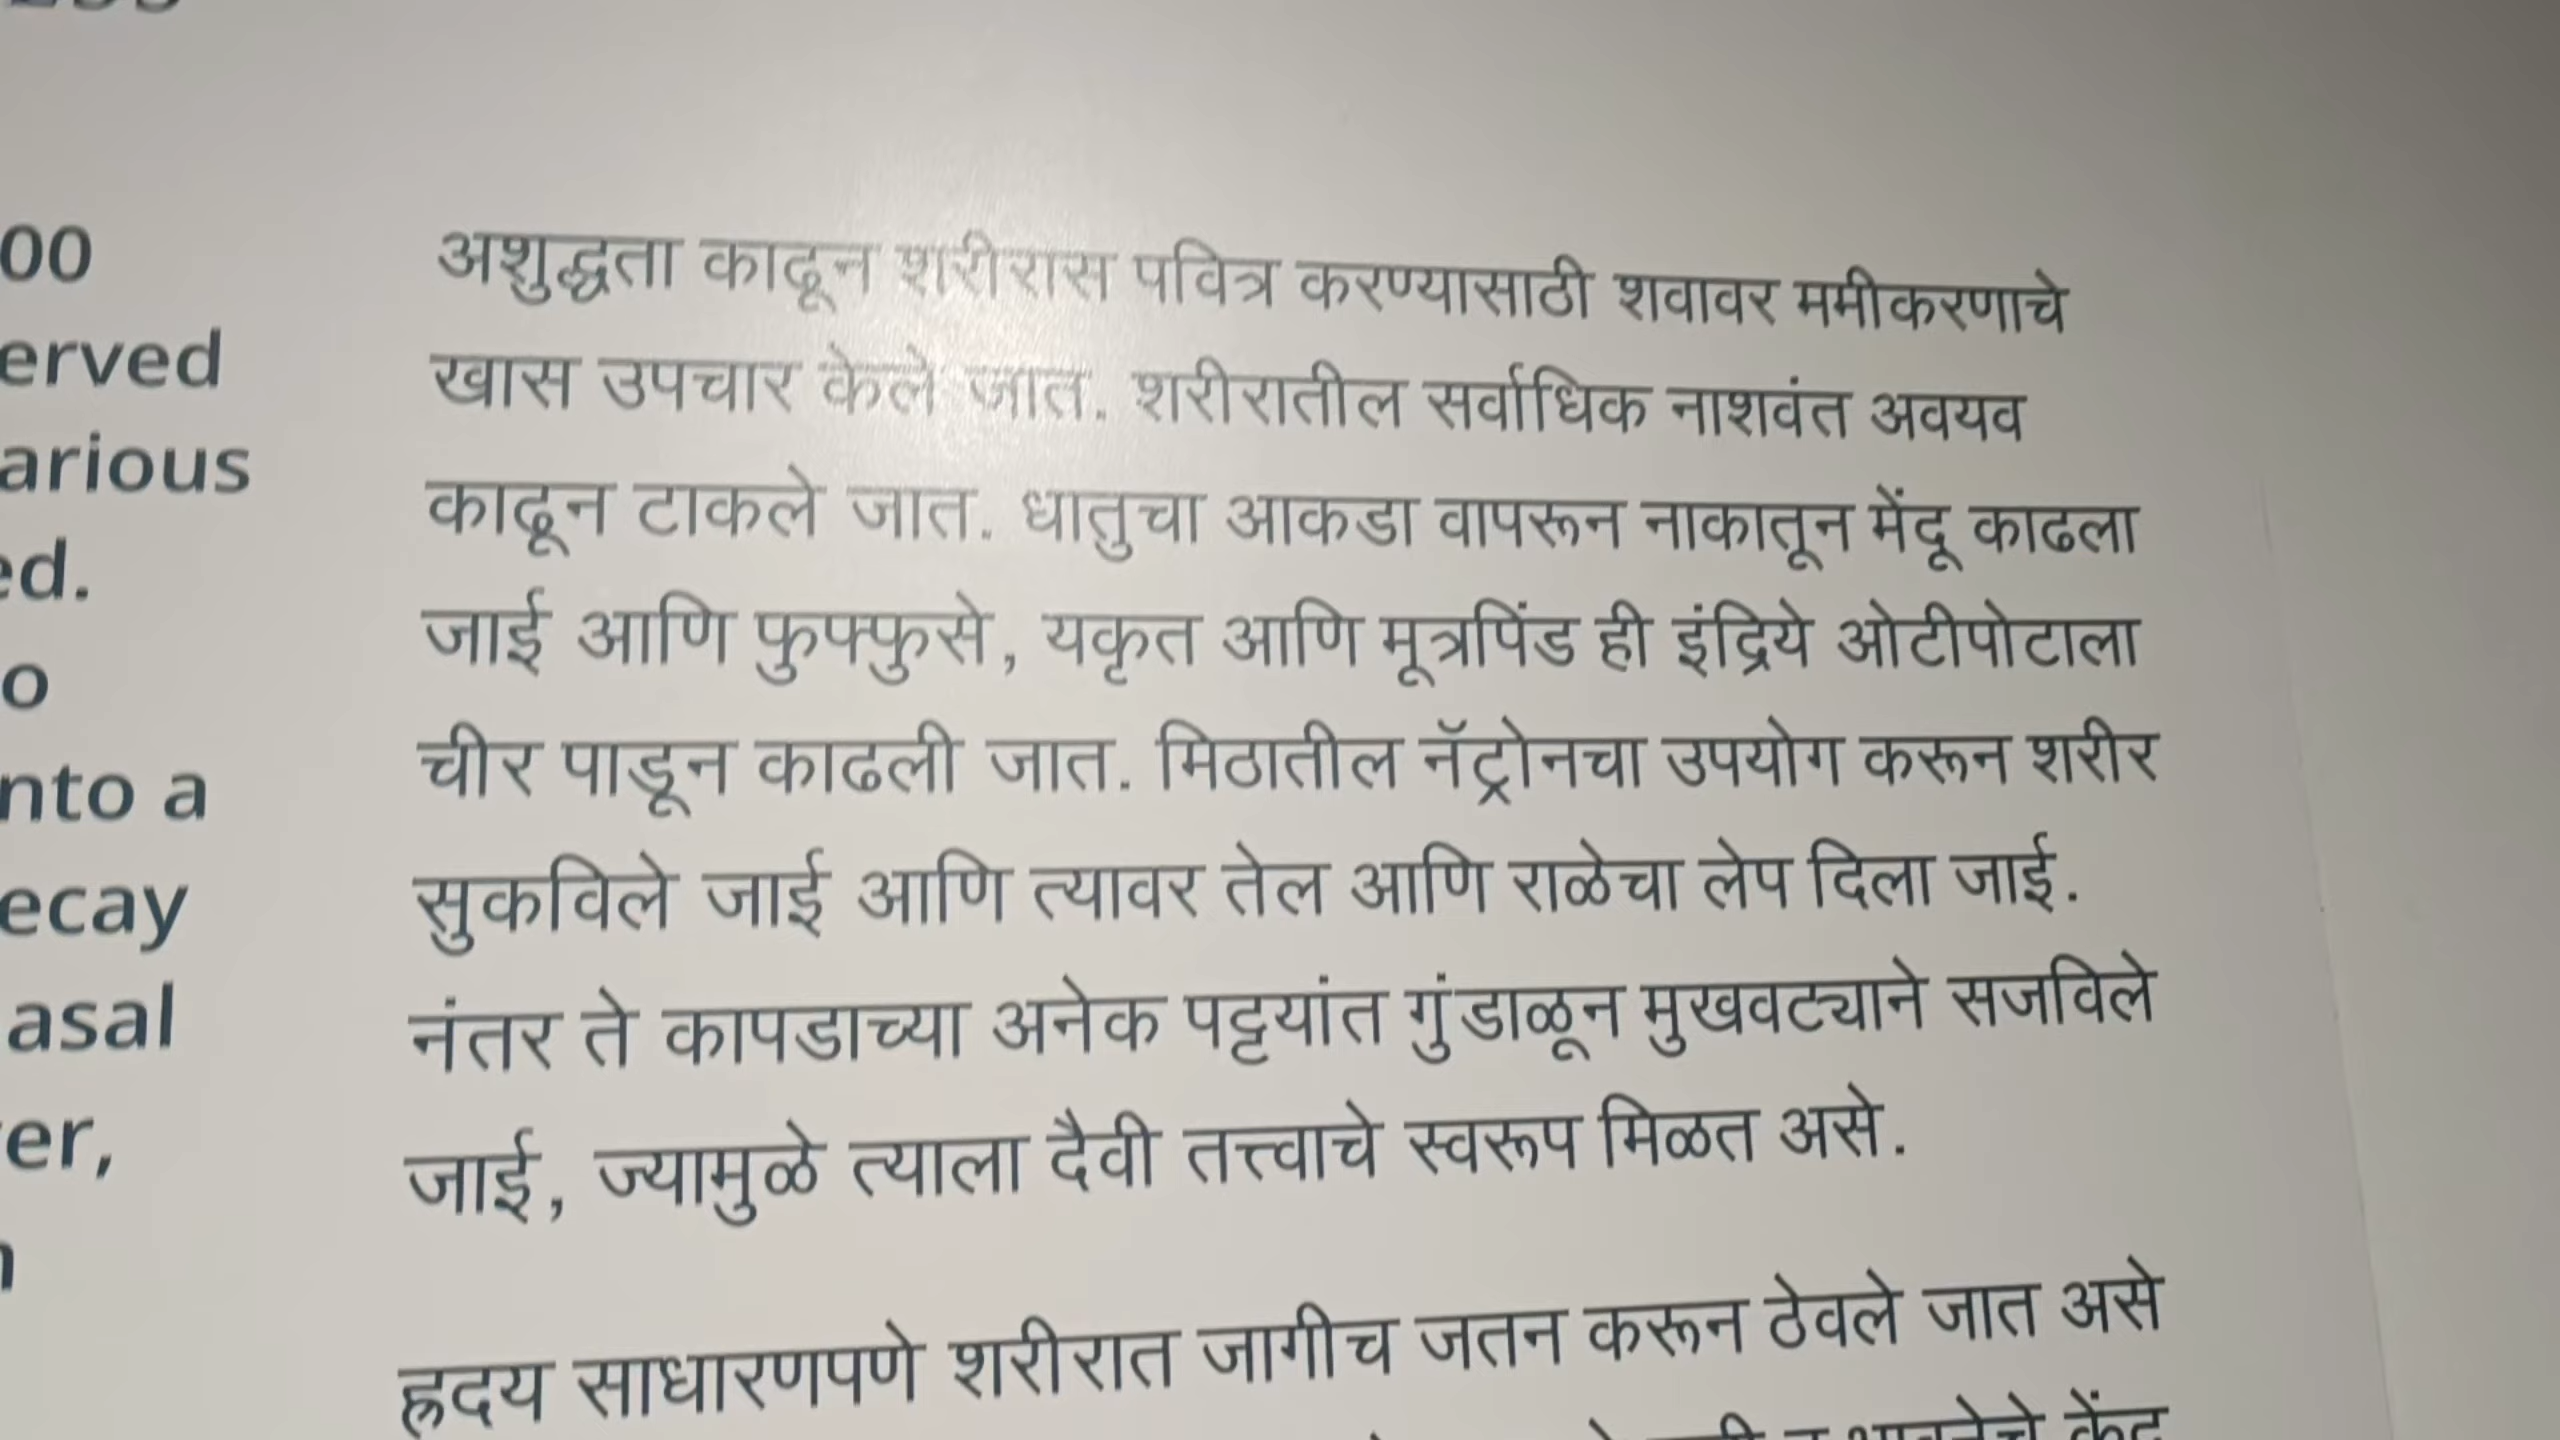 00
erved
arious
ed.
o
nto a
ecay
asal
er,
अशुद्धता काढून शरीरास पवित्र करण्यासाठी शवावर ममीकरणाचे
खास उपचार केले जात. शरीरातील सर्वाधिक नाशवंत अवयव
काढून टाकले जात. धातुचा आकडा वापरून नाकातून मेंदू काढला
जाई आणि फुफ्फुसे, यकृत आणि मूत्रपिंड ही इंद्रिये ओटीपोटाला
चीर पाडून काढली जात. मिठातील नॅट्रोनचा उपयोग करून शरीर
सुकविले जाई आणि त्यावर तेल आणि राळेचा लेप दिला जाई.
नंतर ते कापडाच्या अनेक पट्टयांत गुंडाळून मुखवट्याने सजविले
जाई, ज्यामुळे त्याला दैवी तत्त्वाचे स्वरूप मिळत असे.
ह्रदय साधारणपणे शरीरात जागीच जतन करून ठेवले जात असे